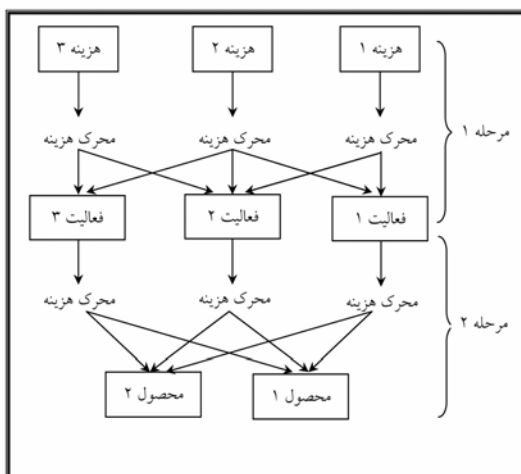 هزینه ۱ هزینه ۲ هزینه ۳
مرحله ۱
محرک هزینه محرک هزینه محرک هزینه
فعالیت ۱ فعالیت ۲ فعالیت ۳
محرک هزینه محرک هزینه محرک هزینه
مرحله ۲
محصول ۱ محصول ۲